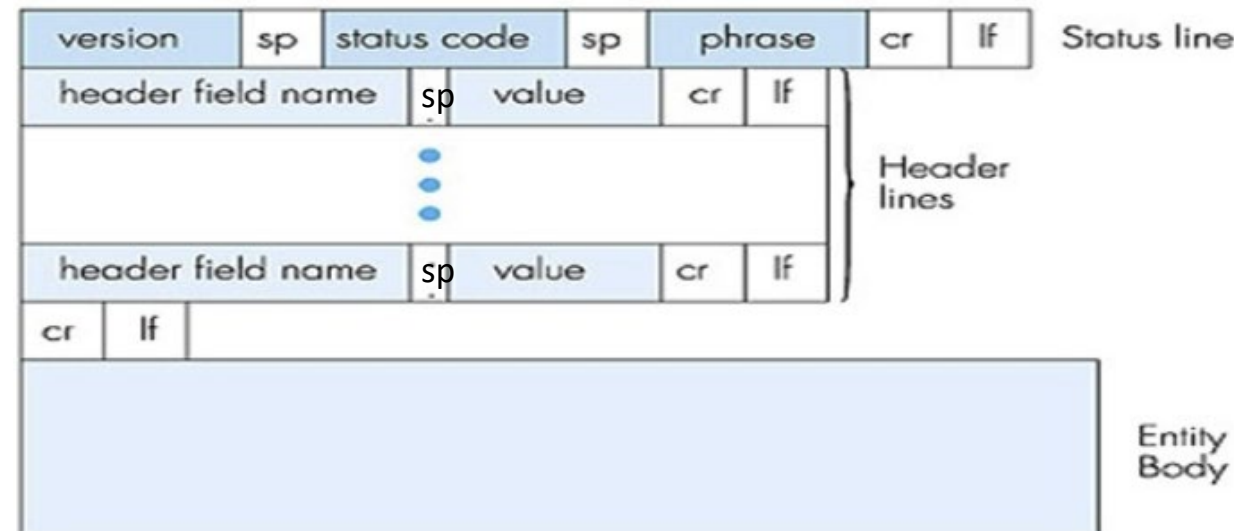 version sp status code sp phrase cr lf Status line
header field name sp value cr lf
Header
lines
header field name sp value cr lf
cr lf
Entity
Body